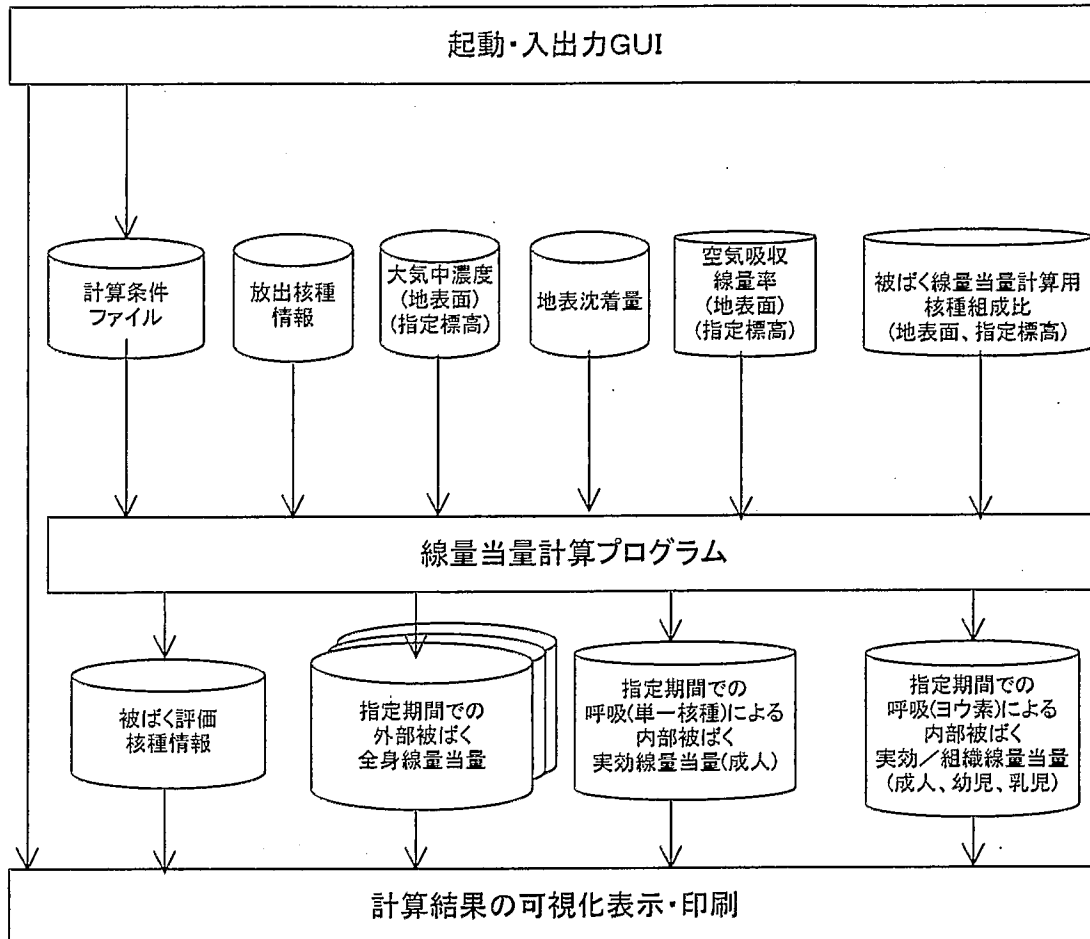 起動・入出力GUI
計算条件
ファイル
放出核種
情報
大気中濃度
(地表面)
(指定標高)
地表沈着量
空気吸収
線量率
(地表面)
(指定標高)
被ばく線量当量計算用
核種組成比
(地表面、指定標高)
線量当量計算プログラム
被ばく評価
核種情報
指定期間での
外部被ばく
全身線量当量
指定期間での
呼吸(単一核種)による
内部被ばく
実効線量当量(成人)
指定期間での
呼吸(ヨウ素)による
内部被ばく
実効／組織線量当量
(成人、幼児、乳児)
計算結果の可視化表示・印刷